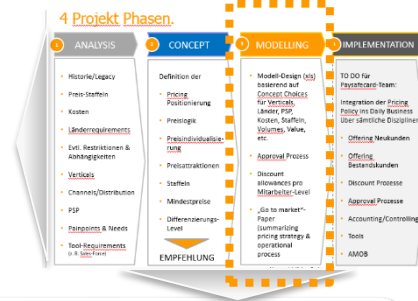 4 Projekt Phasen.
1 ANALYSIS
Historie/Legacy
Preis-Staffeln
Kosten
Länderrequirements
Evtl. Restriktionen &
Abhängigkeiten
Verticals
Channels/Distribution
PSP
Painpoints & Needs
Tool-Requirements
(z. B. Sales-Force)
2 CONCEPT
Definition der
Pricing
Positionierung
Preislogik
Preisindividualisie-
rung
Preisattraktionen
Staffeln
Mindestpreise
Differenzierungs-
Level
EMPFEHLUNG
MODELLING
Modell-Design (xls)
basierend auf
Concept Choices
für Verticals,
Länder, PSP,
Kosten, Staffeln,
Volumes, Value,
etc.
Approval Prozess
Discount
allowances pro
Mitarbeiter-Level
„Go to market"-
Paper
(summarizing
pricing strategy &
operational
process
IMPLEMENTATION
TO DO für
Paysafecard-Team:
Integration der Pricing
Policy ins Daily Business
über sämtliche Disziplinen
Offering Neukunden
Offering
Bestandskunden
Discount Prozesse
Approval Prozesse
Accounting/Controlling
Tools
AMOB